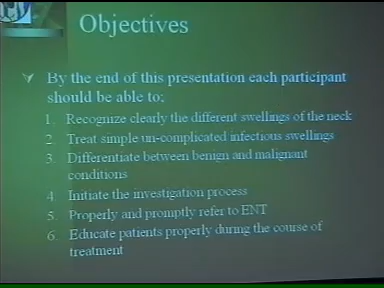 Objectives
By the end of this presentation each participant
should be able to;
1. Recognize clearly the different swellings of the neck
2. Treat simple un-complicated infectious swellings
3. Differentiate between benign and malignant
conditions
4. Initiate the investigation process
5. Properly and promptly refer to ENT
6. Educate patients properly during the course of
treatment